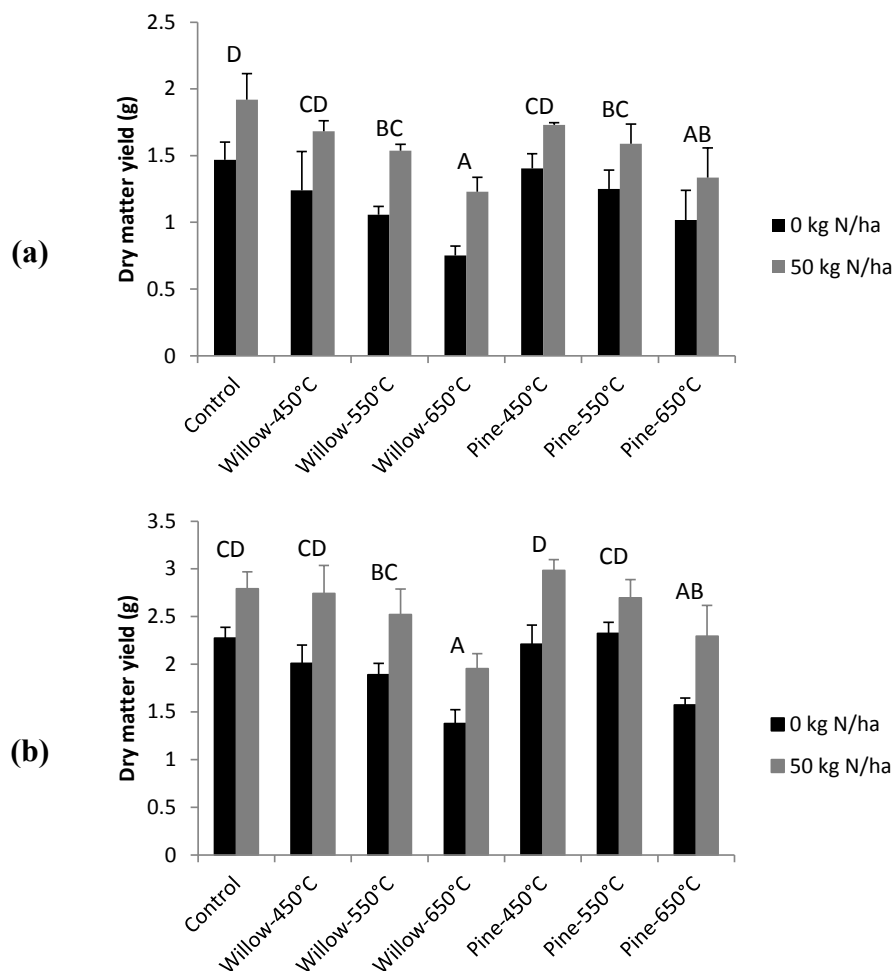 (a)
Dry matter yield (g)
2.5
2
1.5
1
0.5
0
D
CD
BC
A
CD
BC
AB
Control
Willow-450°C
Willow-550°C
Willow-650°C
Pine-450°C
Pine-550°C
Pine-650°C
0 kg N/ha
50 kg N/ha
(b)
Dry matter yield (g)
3.5
3
2.5
2
1.5
1
0.5
0
CD
CD
BC
A
D
CD
AB
Control
Willow-450°C
Willow-550°C
Willow-650°C
Pine-450°C
Pine-550°C
Pine-650°C
0 kg N/ha
50 kg N/ha